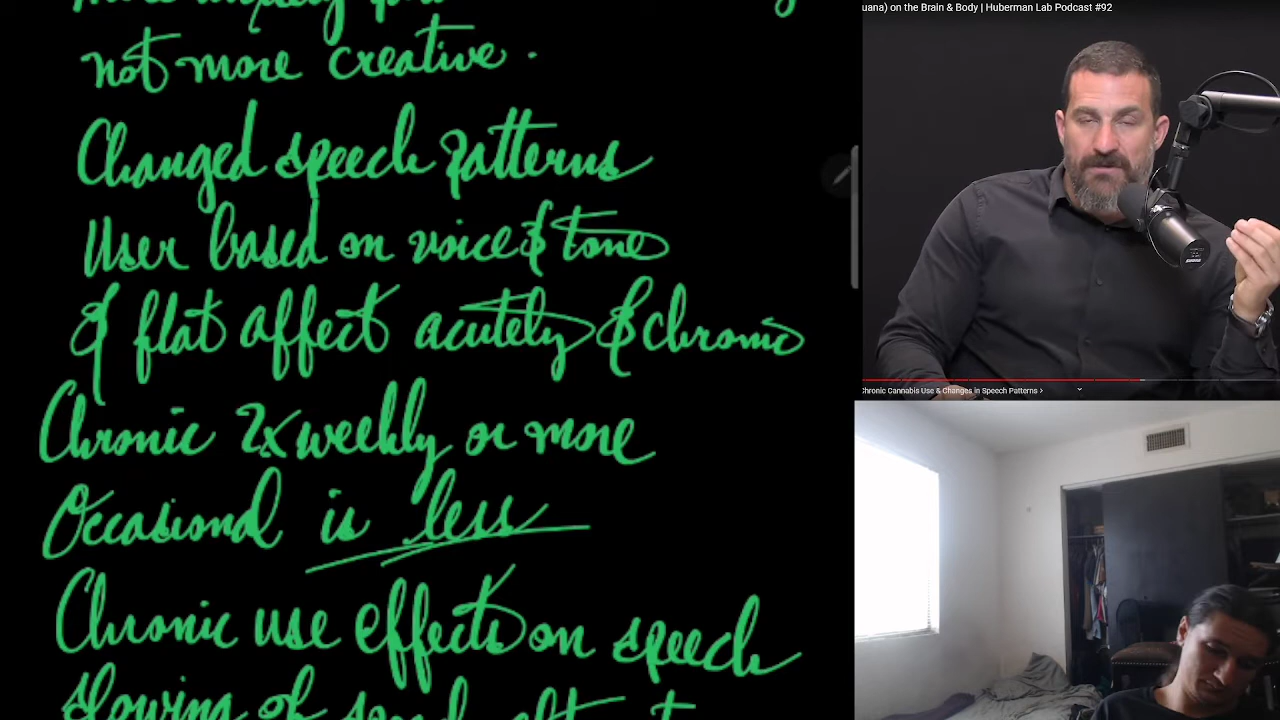 not more creative.
Changed speech patterns
User based on voice & tone
& flat affect acutely & chronic
Chronic 2x weekly or more
Occasional is less
Chronic use effects on speech
slowing of
uana) on the Brain & Body | Huberman Lab Podcast #92
Chronic Cannabis Use & Changes in Speech Patterns >